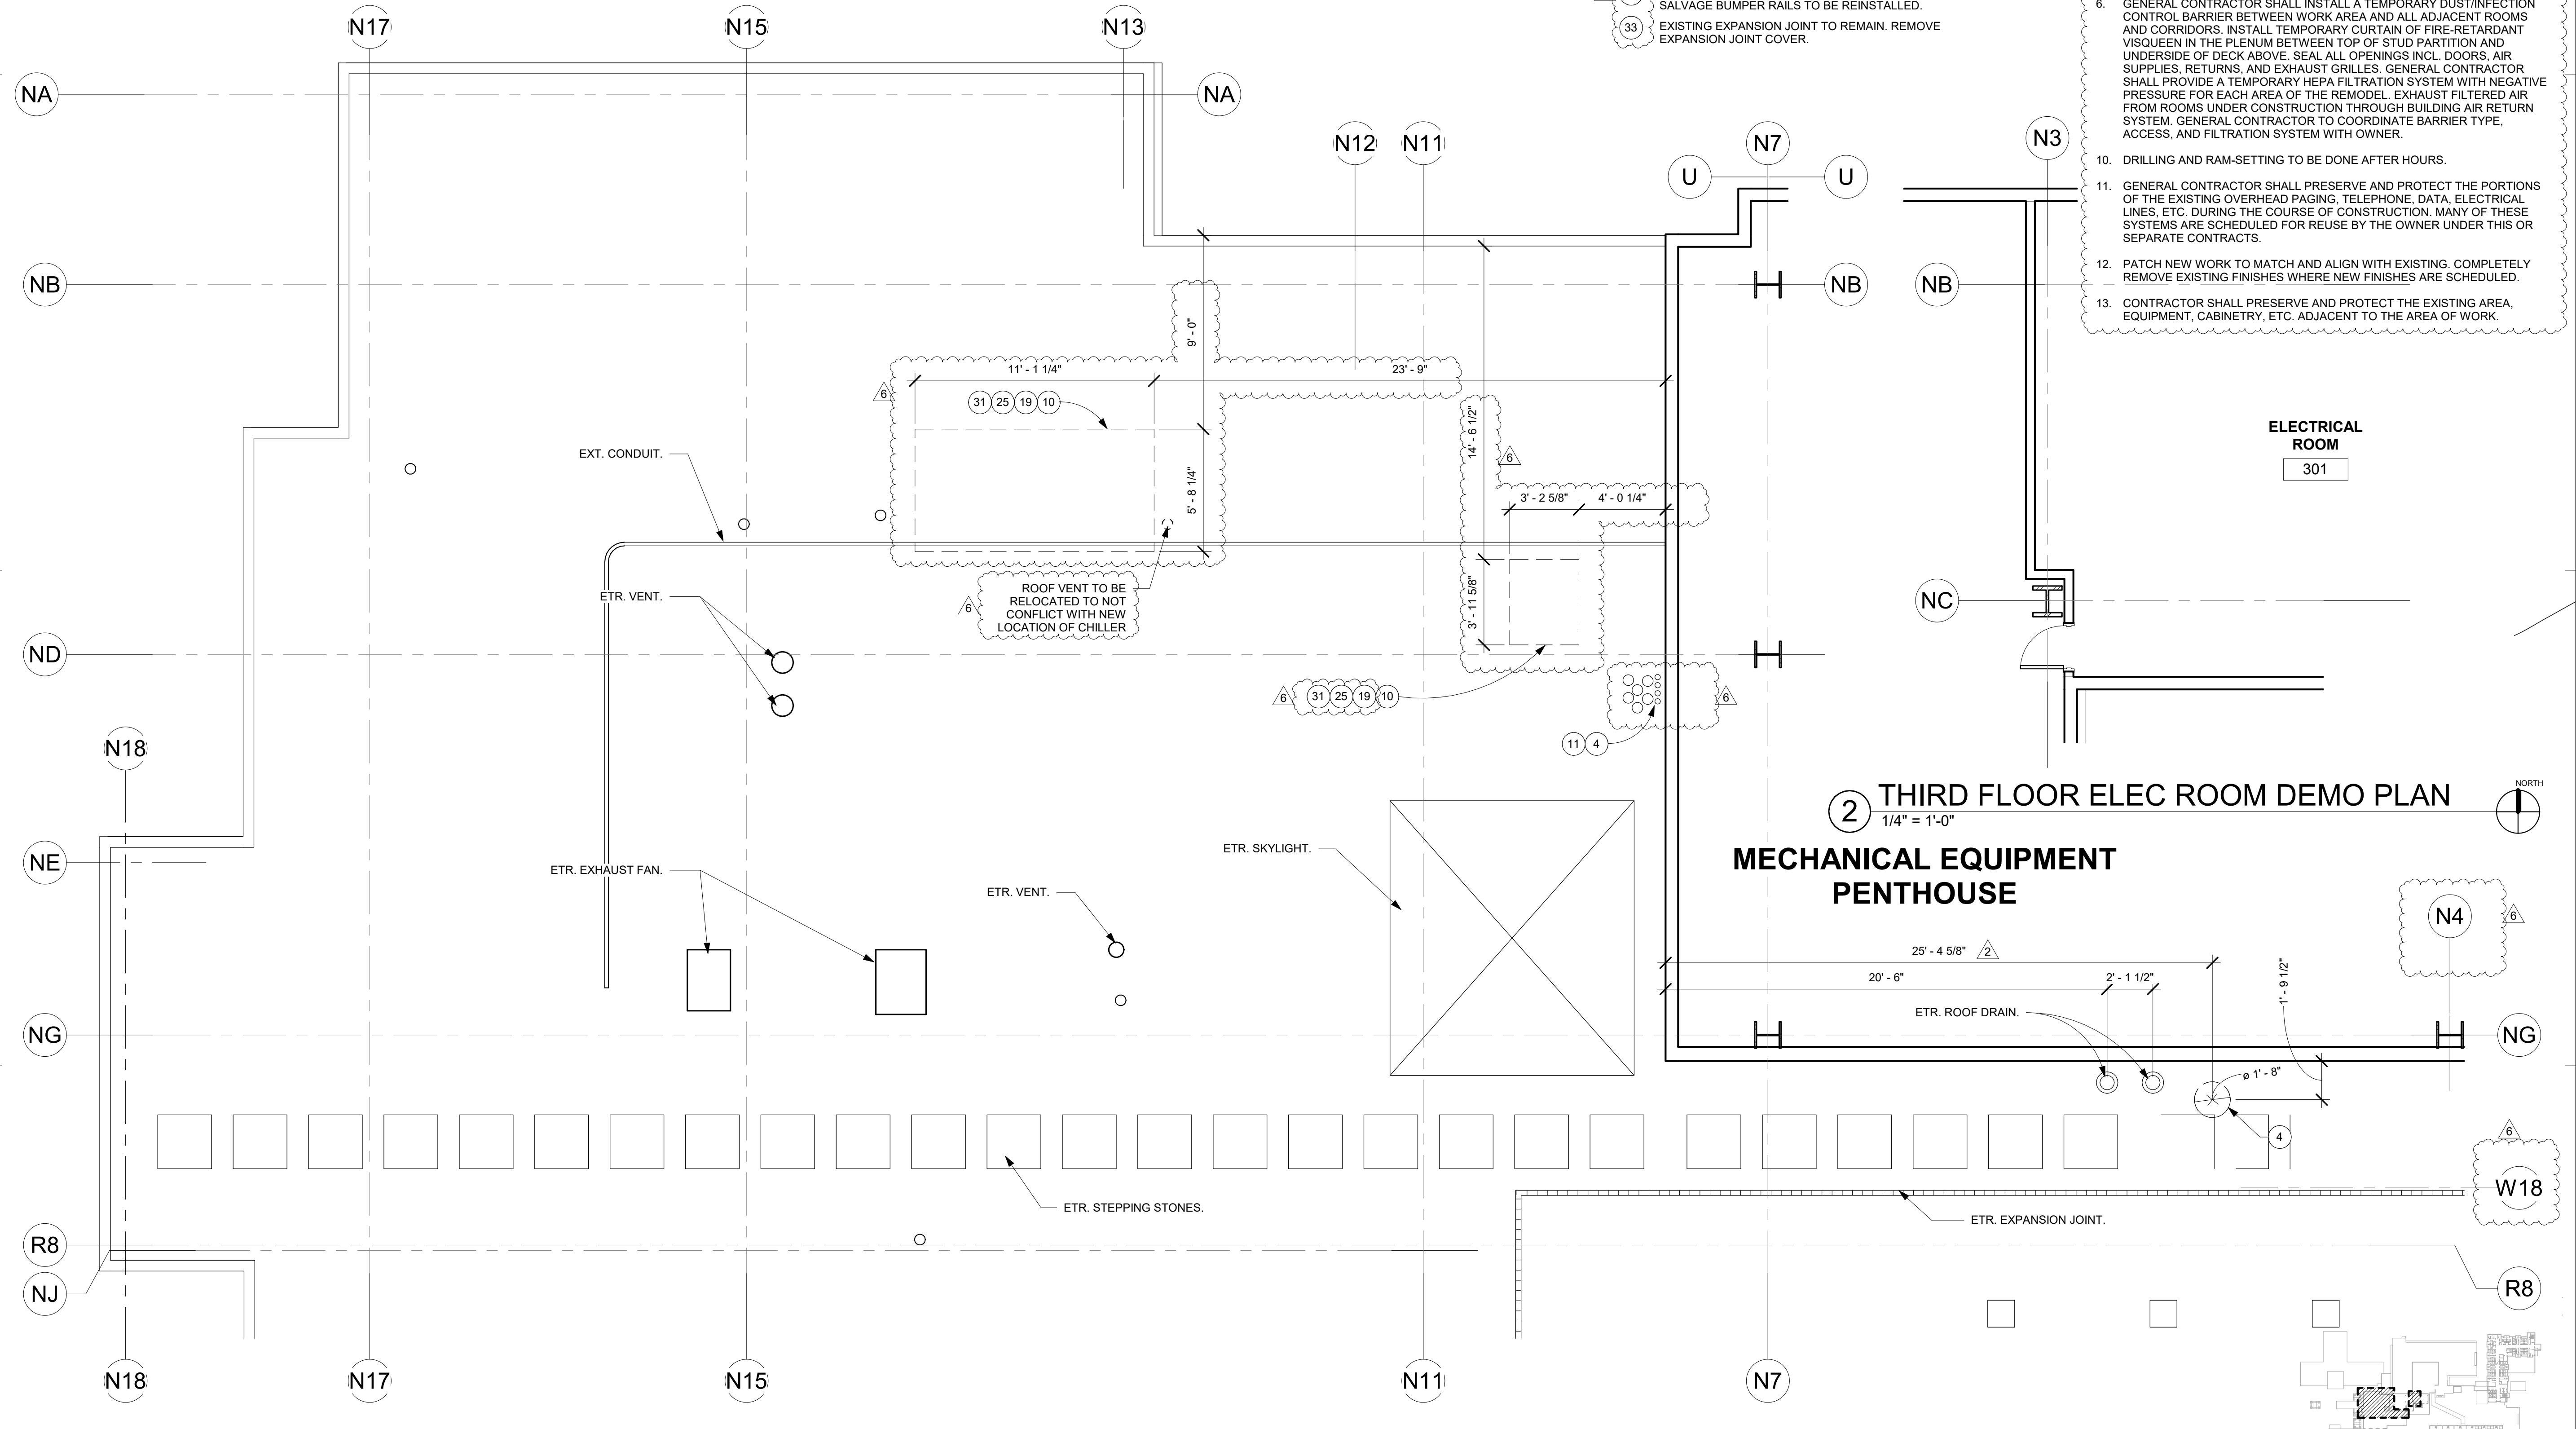 SALVAGE BUMPER RAILS TO BE REINSTALLED.
33 EXISTING EXPANSION JOINT TO REMAIN. REMOVE
EXPANSION JOINT COVER.
6. GENERAL CONTRACTOR SHALL INSTALL A TEMPORARY DUST/INFECTION
CONTROL BARRIER BETWEEN WORK AREA AND ALL ADJACENT ROOMS
AND CORRIDORS. INSTALL TEMPORARY CURTAIN OF FIRE-RETARDANT
VISQUEEN IN THE PLENUM BETWEEN TOP OF STUD PARTITION AND
UNDERSIDE OF DECK ABOVE. SEAL ALL OPENINGS INCL. DOORS, AIR
SUPPLIES, RETURNS, AND EXHAUST GRILLES. GENERAL CONTRACTOR
SHALL PROVIDE A TEMPORARY HEPA FILTRATION SYSTEM WITH NEGATIVE
PRESSURE FOR EACH AREA OF THE REMODEL. EXHAUST FILTERED AIR
FROM ROOMS UNDER CONSTRUCTION THROUGH BUILDING AIR RETURN
SYSTEM. GENERAL CONTRACTOR TO COORDINATE BARRIER TYPE,
ACCESS, AND FILTRATION SYSTEM WITH OWNER.
10. DRILLING AND RAM-SETTING TO BE DONE AFTER HOURS.
11. GENERAL CONTRACTOR SHALL PRESERVE AND PROTECT THE PORTIONS
OF THE EXISTING OVERHEAD PAGING, TELEPHONE, DATA, ELECTRICAL
LINES, ETC. DURING THE COURSE OF CONSTRUCTION. MANY OF THESE
SYSTEMS ARE SCHEDULED FOR REUSE BY THE OWNER UNDER THIS OR
SEPARATE CONTRACTS.
12. PATCH NEW WORK TO MATCH AND ALIGN WITH EXISTING. COMPLETELY
REMOVE EXISTING FINISHES WHERE NEW FINISHES ARE SCHEDULED.
13. CONTRACTOR SHALL PRESERVE AND PROTECT THE EXISTING AREA,
EQUIPMENT, CABINETRY, ETC. ADJACENT TO THE AREA OF WORK.
N17
N15
N13
NA
NA
N12
N11
N7
N3
U
U
NB
NB
NB
9' - 0"
11' - 1 1/4"
23' - 9"
6
31 25 19 10
14' - 6 1/2"
6
ELECTRICAL
ROOM
301
EXT. CONDUIT.
5' - 8 1/4"
3' - 2 5/8"
4' - 0 1/4"
ETR. VENT.
6
ROOF VENT TO BE
RELOCATED TO NOT
CONFLICT WITH NEW
LOCATION OF CHILLER
3' - 11 5/8"
NC
ND
6
31 25 19 10
6
11 4
N18
2
THIRD FLOOR ELEC ROOM DEMO PLAN
1/4" = 1'-0"
NORTH
MECHANICAL EQUIPMENT
PENTHOUSE
NE
ETR. EXHAUST FAN.
ETR. VENT.
ETR. SKYLIGHT.
N4
6
25' - 4 5/8"
2
20' - 6"
2' - 1 1/2"
1' - 9 1/2"
ETR. ROOF DRAIN.
NG
NG
ø 1' - 8"
4
6
W18
ETR. STEPPING STONES.
ETR. EXPANSION JOINT.
R8
NJ
R8
N18
N17
N15
N11
N7